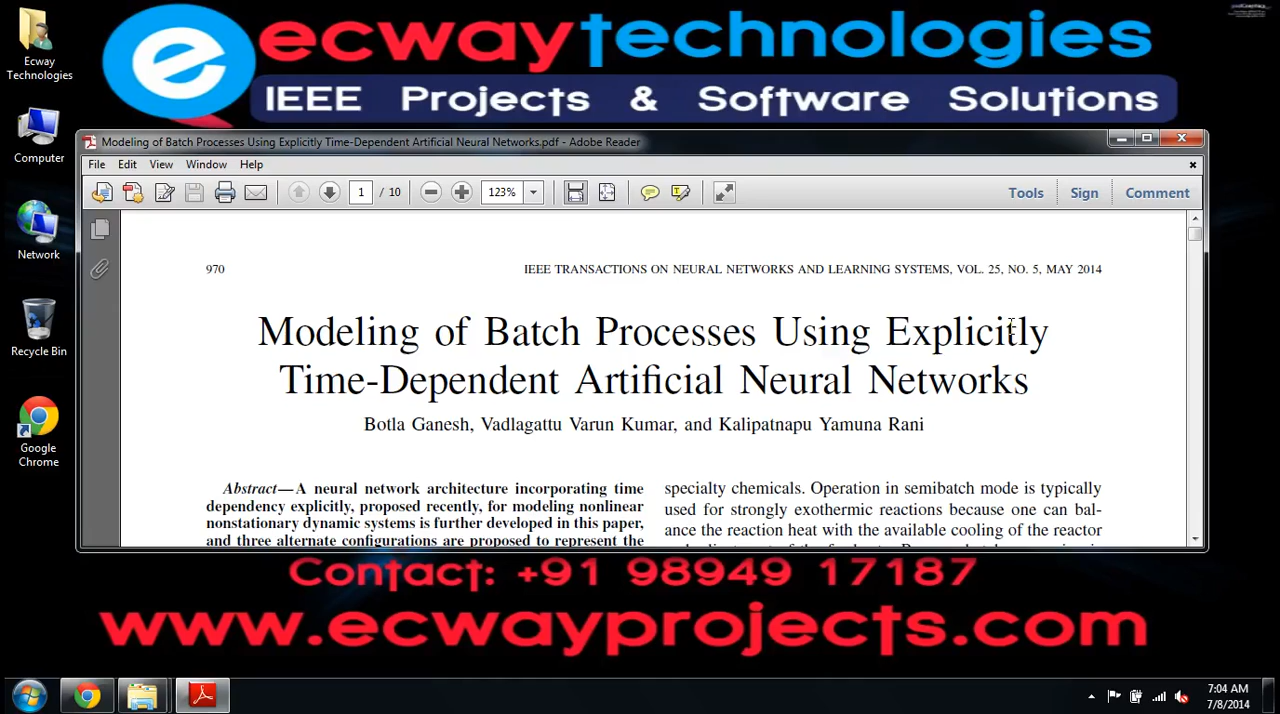 ecwaytechnologies
IEEE Projects & Software Solutions
Ecway
Technologies
Computer
Network
Recycle Bin
Google
Chrome
Modeling of Batch Processes Using Explicitly Time-Dependent Artificial Neural Networks.pdf - Adobe Reader
File Edit View Window Help
1 / 10 123% Tools Sign Comment
970 IEEE TRANSACTIONS ON NEURAL NETWORKS AND LEARNING SYSTEMS, VOL. 25, NO. 5, MAY 2014
Modeling of Batch Processes Using Explicitly
Time-Dependent Artificial Neural Networks
Botla Ganesh, Vadlagattu Varun Kumar, and Kalipatnapu Yamuna Rani
Abstract—A neural network architecture incorporating time
dependency explicitly, proposed recently, for modeling nonlinear
nonstationary dynamic systems is further developed in this paper,
and three alternate configurations are proposed to represent the
specialty chemicals. Operation in semibatch mode is typically
used for strongly exothermic reactions because one can bal-
ance the reaction heat with the available cooling of the reactor
Contact: +91 98949 17187
www.ecwayprojects.com
7:04 AM
7/8/2014